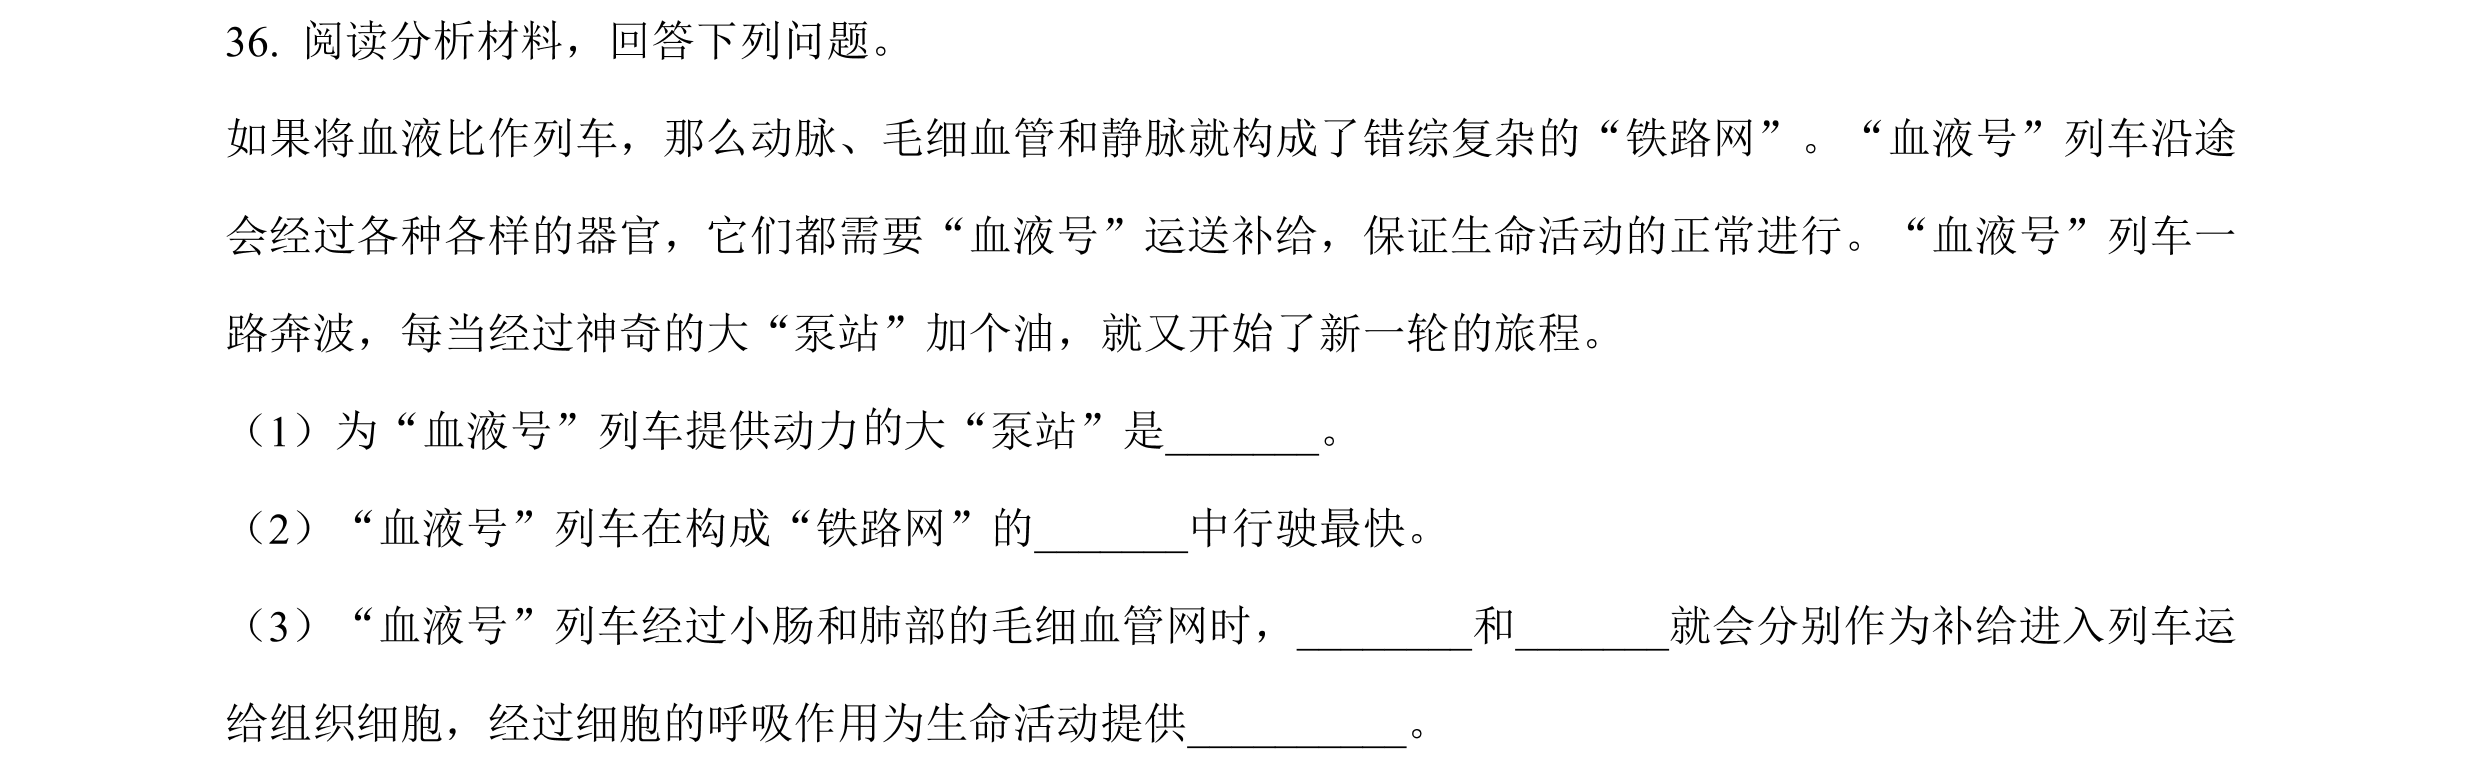 36. 阅读分析材料，回答下列问题。
如果将血液比作列车，那么动脉、毛细血管和静脉就构成了错综复杂的“铁路网”。“血液号”列车沿途
会经过各种各样的器官，它们都需要“血液号”运送补给，保证生命活动的正常进行。“血液号”列车一
路奔波，每当经过神奇的大“泵站”加个油，就又开始了新一轮的旅程。
（1）为“血液号”列车提供动力的大“泵站”是_______。
（2）“血液号”列车在构成“铁路网”的_______中行驶最快。
（3）“血液号”列车经过小肠和肺部的毛细血管网时，________和_______就会分别作为补给进入列车运
给组织细胞，经过细胞的呼吸作用为生命活动提供__________。